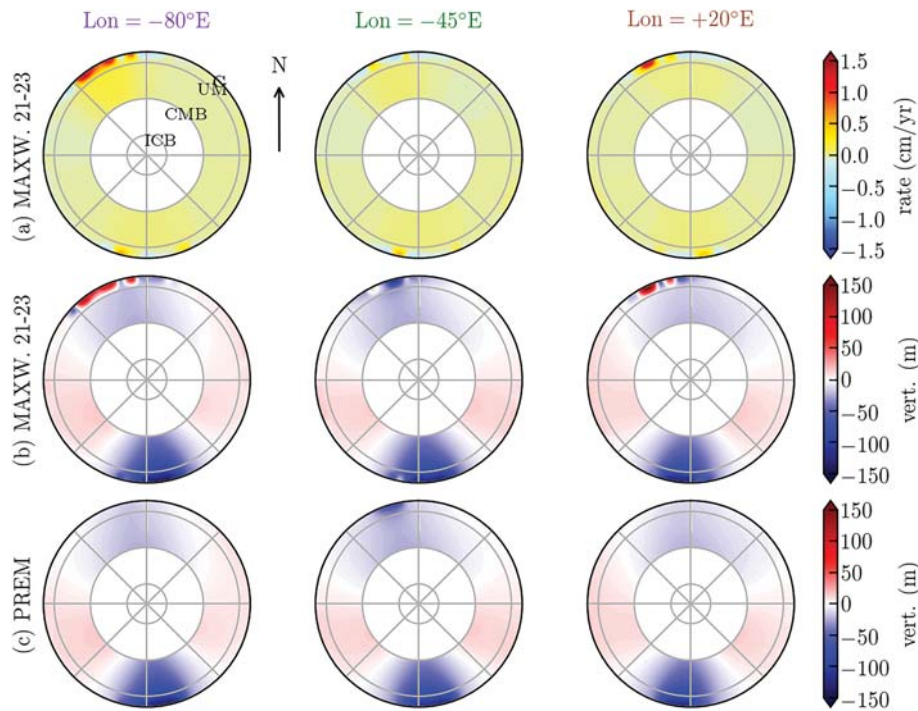 Lon = −80°E
Lon = −45°E
Lon = +20°E
(a) MAXW. 21-23
G
UM
CMB
ICB
N
1.5
1.0
0.5
0.0
−0.5
−1.0
−1.5
rate (cm/yr)
(b) MAXW. 21-23
150
100
50
0
−50
−100
−150
vert. (m)
(c) PREM
150
100
50
0
−50
−100
−150
vert. (m)